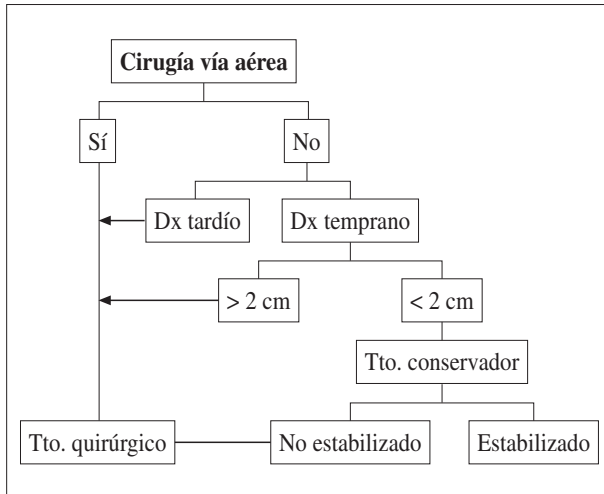 Cirugía vía aérea
Sí
No
Dx tardío
Dx temprano
> 2 cm
< 2 cm
Tto. conservador
Tto. quirúrgico
No estabilizado
Estabilizado